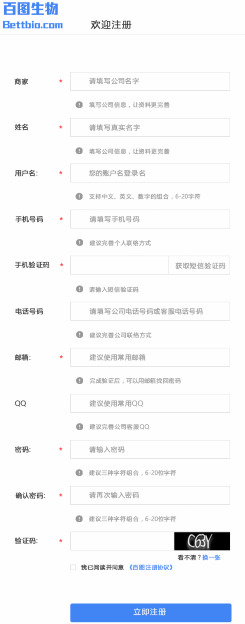 百图生物
Bettbio.com 欢迎注册
商家 * 请填写公司名字
填写公司信息，让资料更完善
姓名 * 请填写真实名字
填写公司信息，让资料更完善
用户名: * 您的账户名登录名
支持中文、英文、数字的组合，6-20字符
手机号码 * 请填写手机号码
建议完善个人联络方式
手机验证码 * 获取短信验证码
请输入短信验证码
电话号码 请填写公司电话号码或客服电话号码
建议完善公司联络方式
邮箱: * 建议使用常用邮箱
完成验证后，可以用邮箱找回密码
QQ 建议使用常用QQ
建议完善公司客服QQ
密码: * 请输入密码
建议三种字符组合，6-20位字符
确认密码: * 请再次输入密码
建议三种字符组合，6-20位字符
验证码: *
看不清？换一张
我已阅读并同意 《百图注册协议》
立即注册